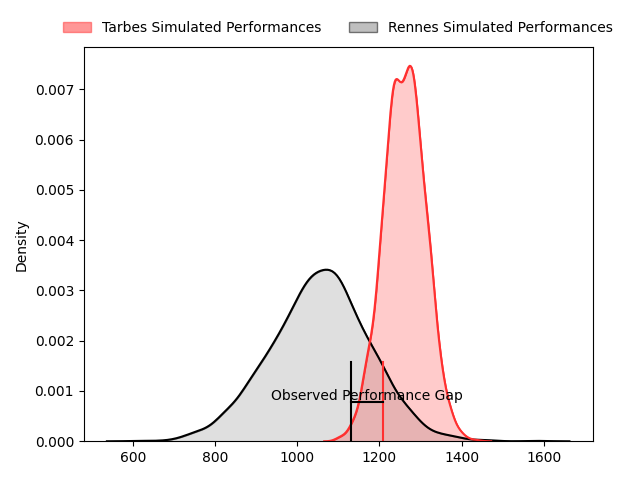 Tarbes Simulated Performances
Rennes Simulated Performances
0.007
0.006
0.005
0.004
0.003
0.002
0.001
0.000
Density
Observed Performance Gap
600 800 1000 1200 1400 1600